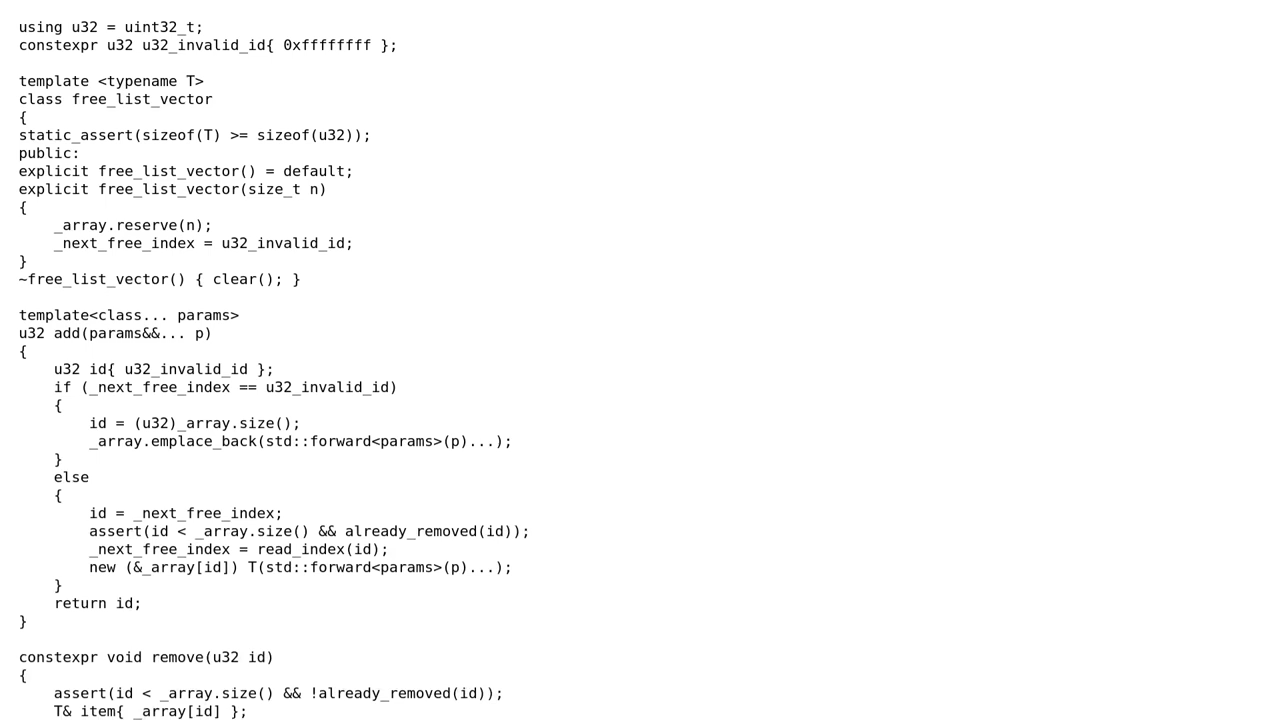 using u32 = uint32_t;
constexpr u32 u32_invalid_id{ 0xffffffff };

template <typename T>
class free_list_vector
{
static_assert(sizeof(T) >= sizeof(u32));
public:
explicit free_list_vector() = default;
explicit free_list_vector(size_t n)
{
    _array.reserve(n);
    _next_free_index = u32_invalid_id;
}
~free_list_vector() { clear(); }

template<class... params>
u32 add(params&&... p)
{
    u32 id{ u32_invalid_id };
    if (_next_free_index == u32_invalid_id)
    {
        id = (u32)_array.size();
        _array.emplace_back(std::forward<params>(p)...);
    }
    else
    {
        id = _next_free_index;
        assert(id < _array.size() && already_removed(id));
        _next_free_index = read_index(id);
        new (&_array[id]) T(std::forward<params>(p)...);
    }
    return id;
}

constexpr void remove(u32 id)
{
    assert(id < _array.size() && !already_removed(id));
    T& item{ _array[id] };